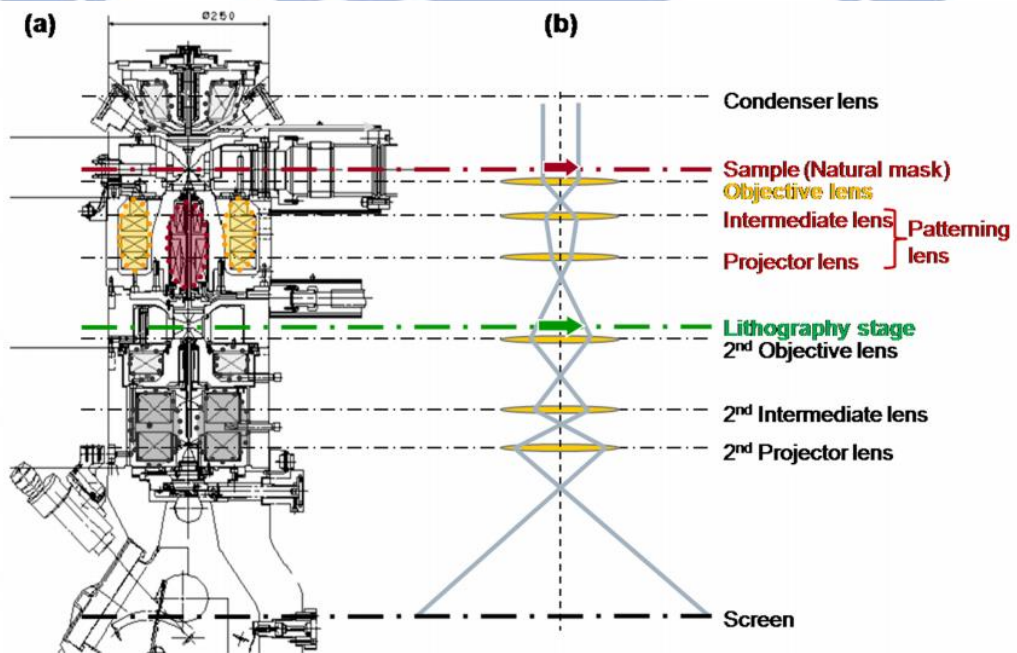 (a)
Ø250
(b)
Condenser lens
Sample (Natural mask)
Objective lens
Intermediate lens
Patterning
lens
Projector lens
Lithography stage
2nd Objective lens
2nd Intermediate lens
2nd Projector lens
Screen